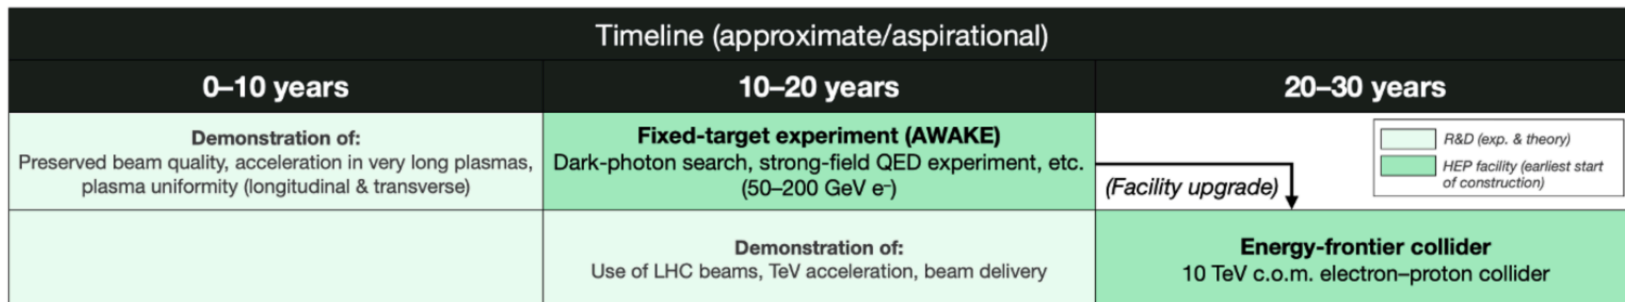 Timeline (approximate/aspirational)
0–10 years
10–20 years
20–30 years
Demonstration of:
Preserved beam quality, acceleration in very long plasmas,
plasma uniformity (longitudinal & transverse)
Fixed-target experiment (AWAKE)
Dark-photon search, strong-field QED experiment, etc.
(50–200 GeV e⁻)
(Facility upgrade)
R&D (exp. & theory)
HEP facility (earliest start
of construction)
Demonstration of:
Use of LHC beams, TeV acceleration, beam delivery
Energy-frontier collider
10 TeV c.o.m. electron–proton collider